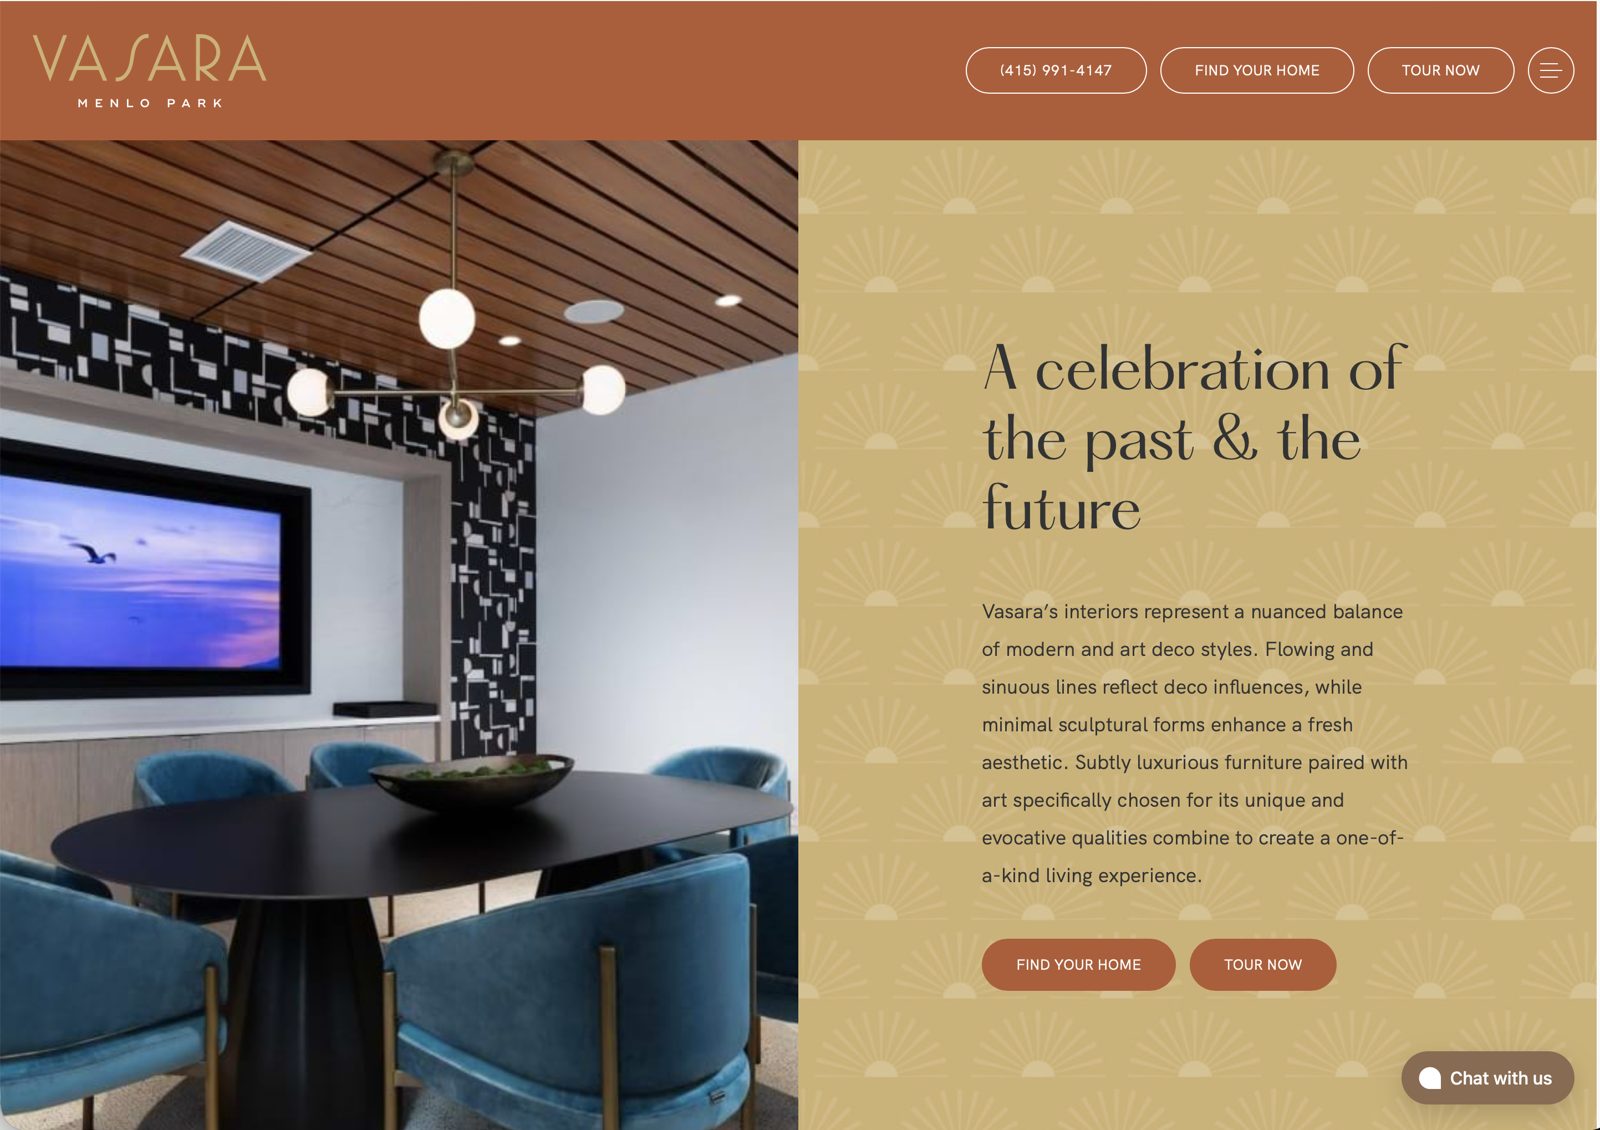 VASARA
MENLO PARK
(415) 991-4147
FIND YOUR HOME
TOUR NOW
A celebration of
the past & the
future
Vasara’s interiors represent a nuanced balance
of modern and art deco styles. Flowing and
sinuous lines reflect deco influences, while
minimal sculptural forms enhance a fresh
aesthetic. Subtly luxurious furniture paired with
art specifically chosen for its unique and
evocative qualities combine to create a one-of-
a-kind living experience.
FIND YOUR HOME
TOUR NOW
Chat with us